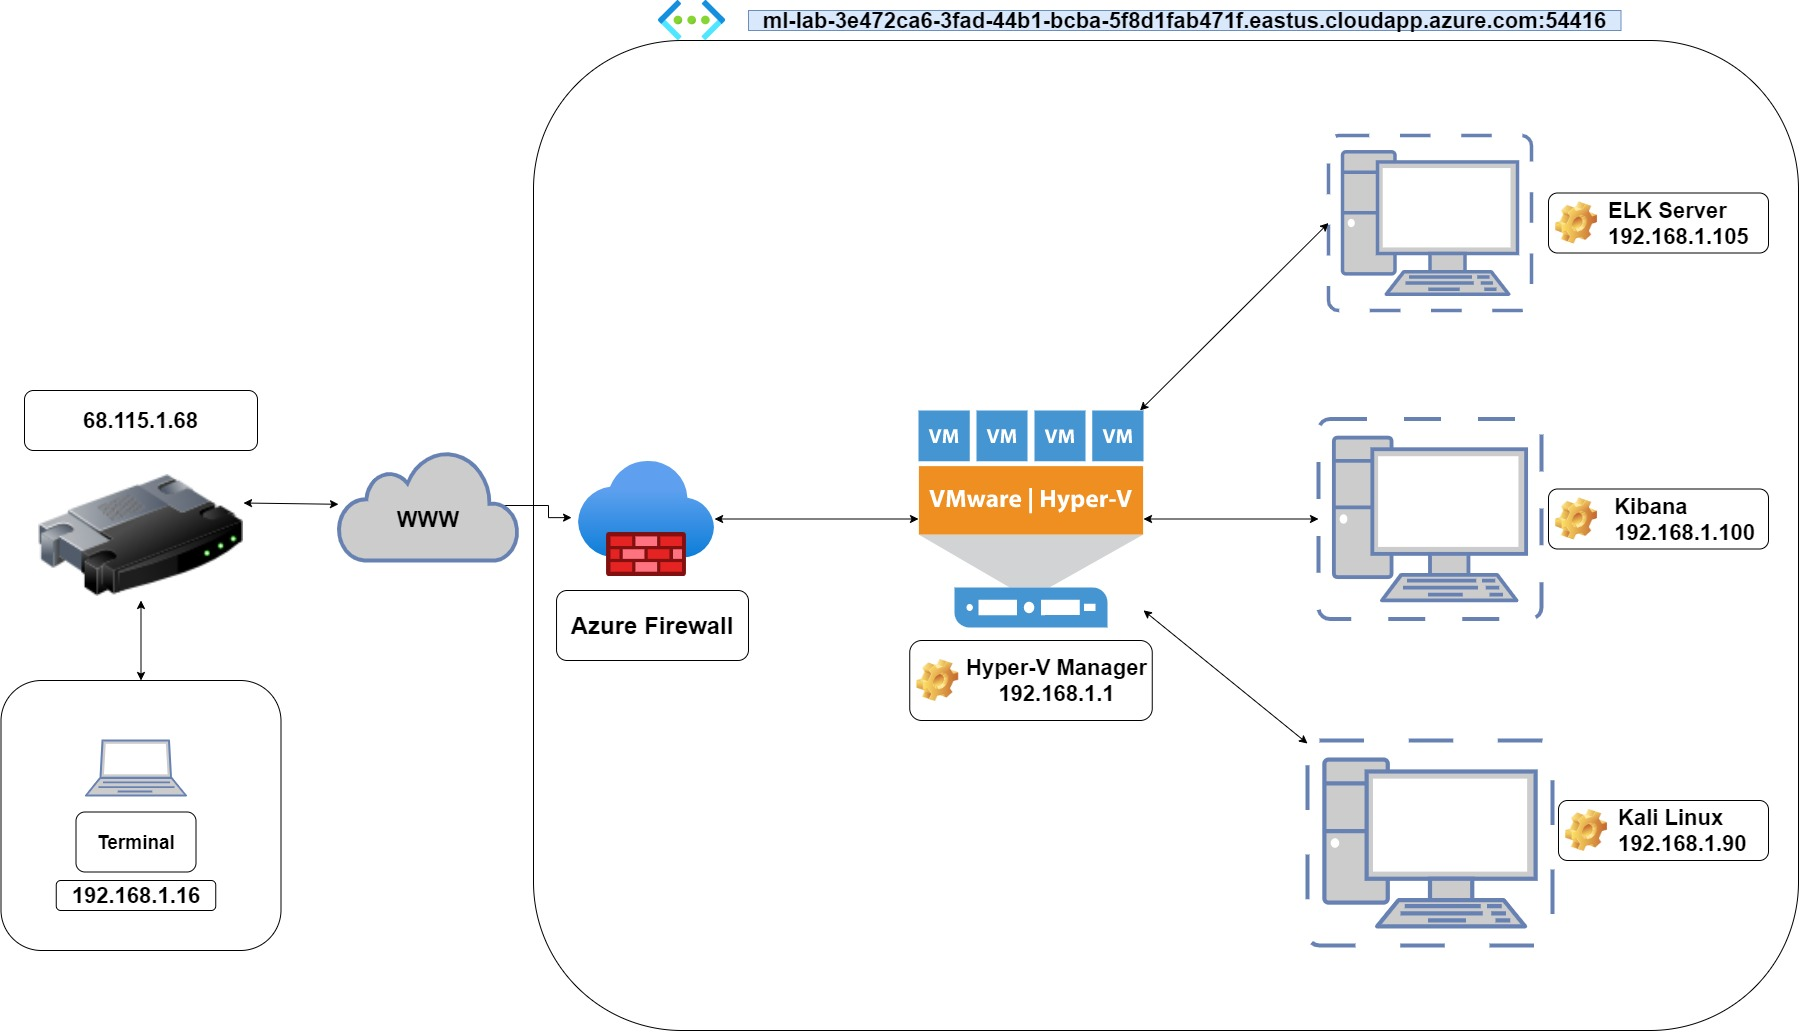 ml-lab-3e472ca6-3fad-44b1-bcba-5f8d1fab471f.eastus.cloudapp.azure.com:54416
ELK Server
192.168.1.105
68.115.1.68
WWW
VM VM VM VM
VMware | Hyper-V
Kibana
192.168.1.100
Azure Firewall
Hyper-V Manager
192.168.1.1
Terminal
192.168.1.16
Kali Linux
192.168.1.90